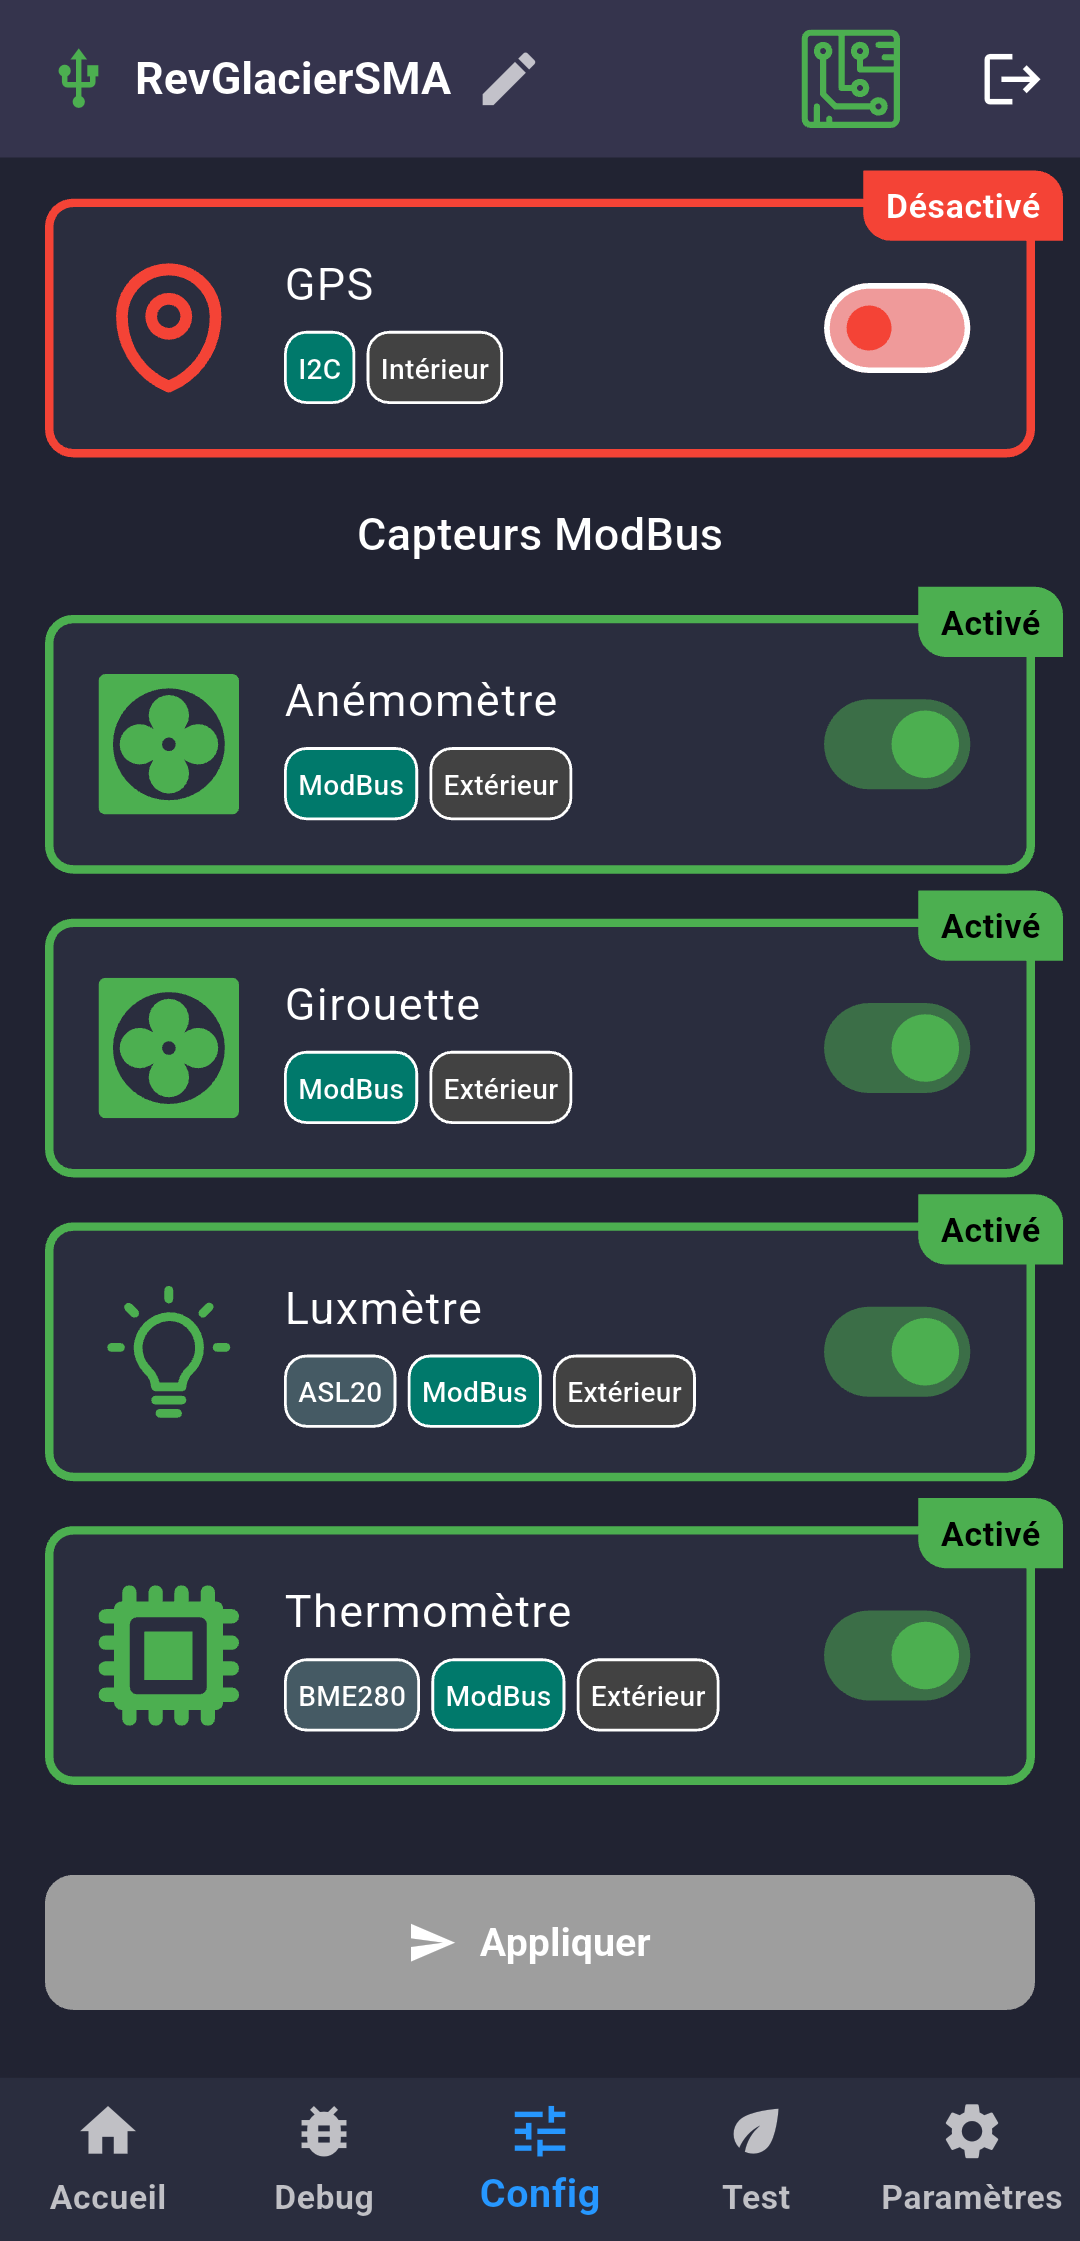 RevGlacierSMA
Désactivé
GPS
I2C Intérieur
Capteurs ModBus
Activé
Anémomètre
ModBus Extérieur
Activé
Girouette
ModBus Extérieur
Activé
Luxmètre
ASL20 ModBus Extérieur
Activé
Thermomètre
BME280 ModBus Extérieur
Appliquer
Accueil Debug Config Test Paramètres